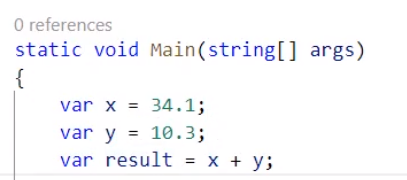 0 references
static void Main(string[] args)
{
    var x = 34.1;
    var y = 10.3;
    var result = x + y;